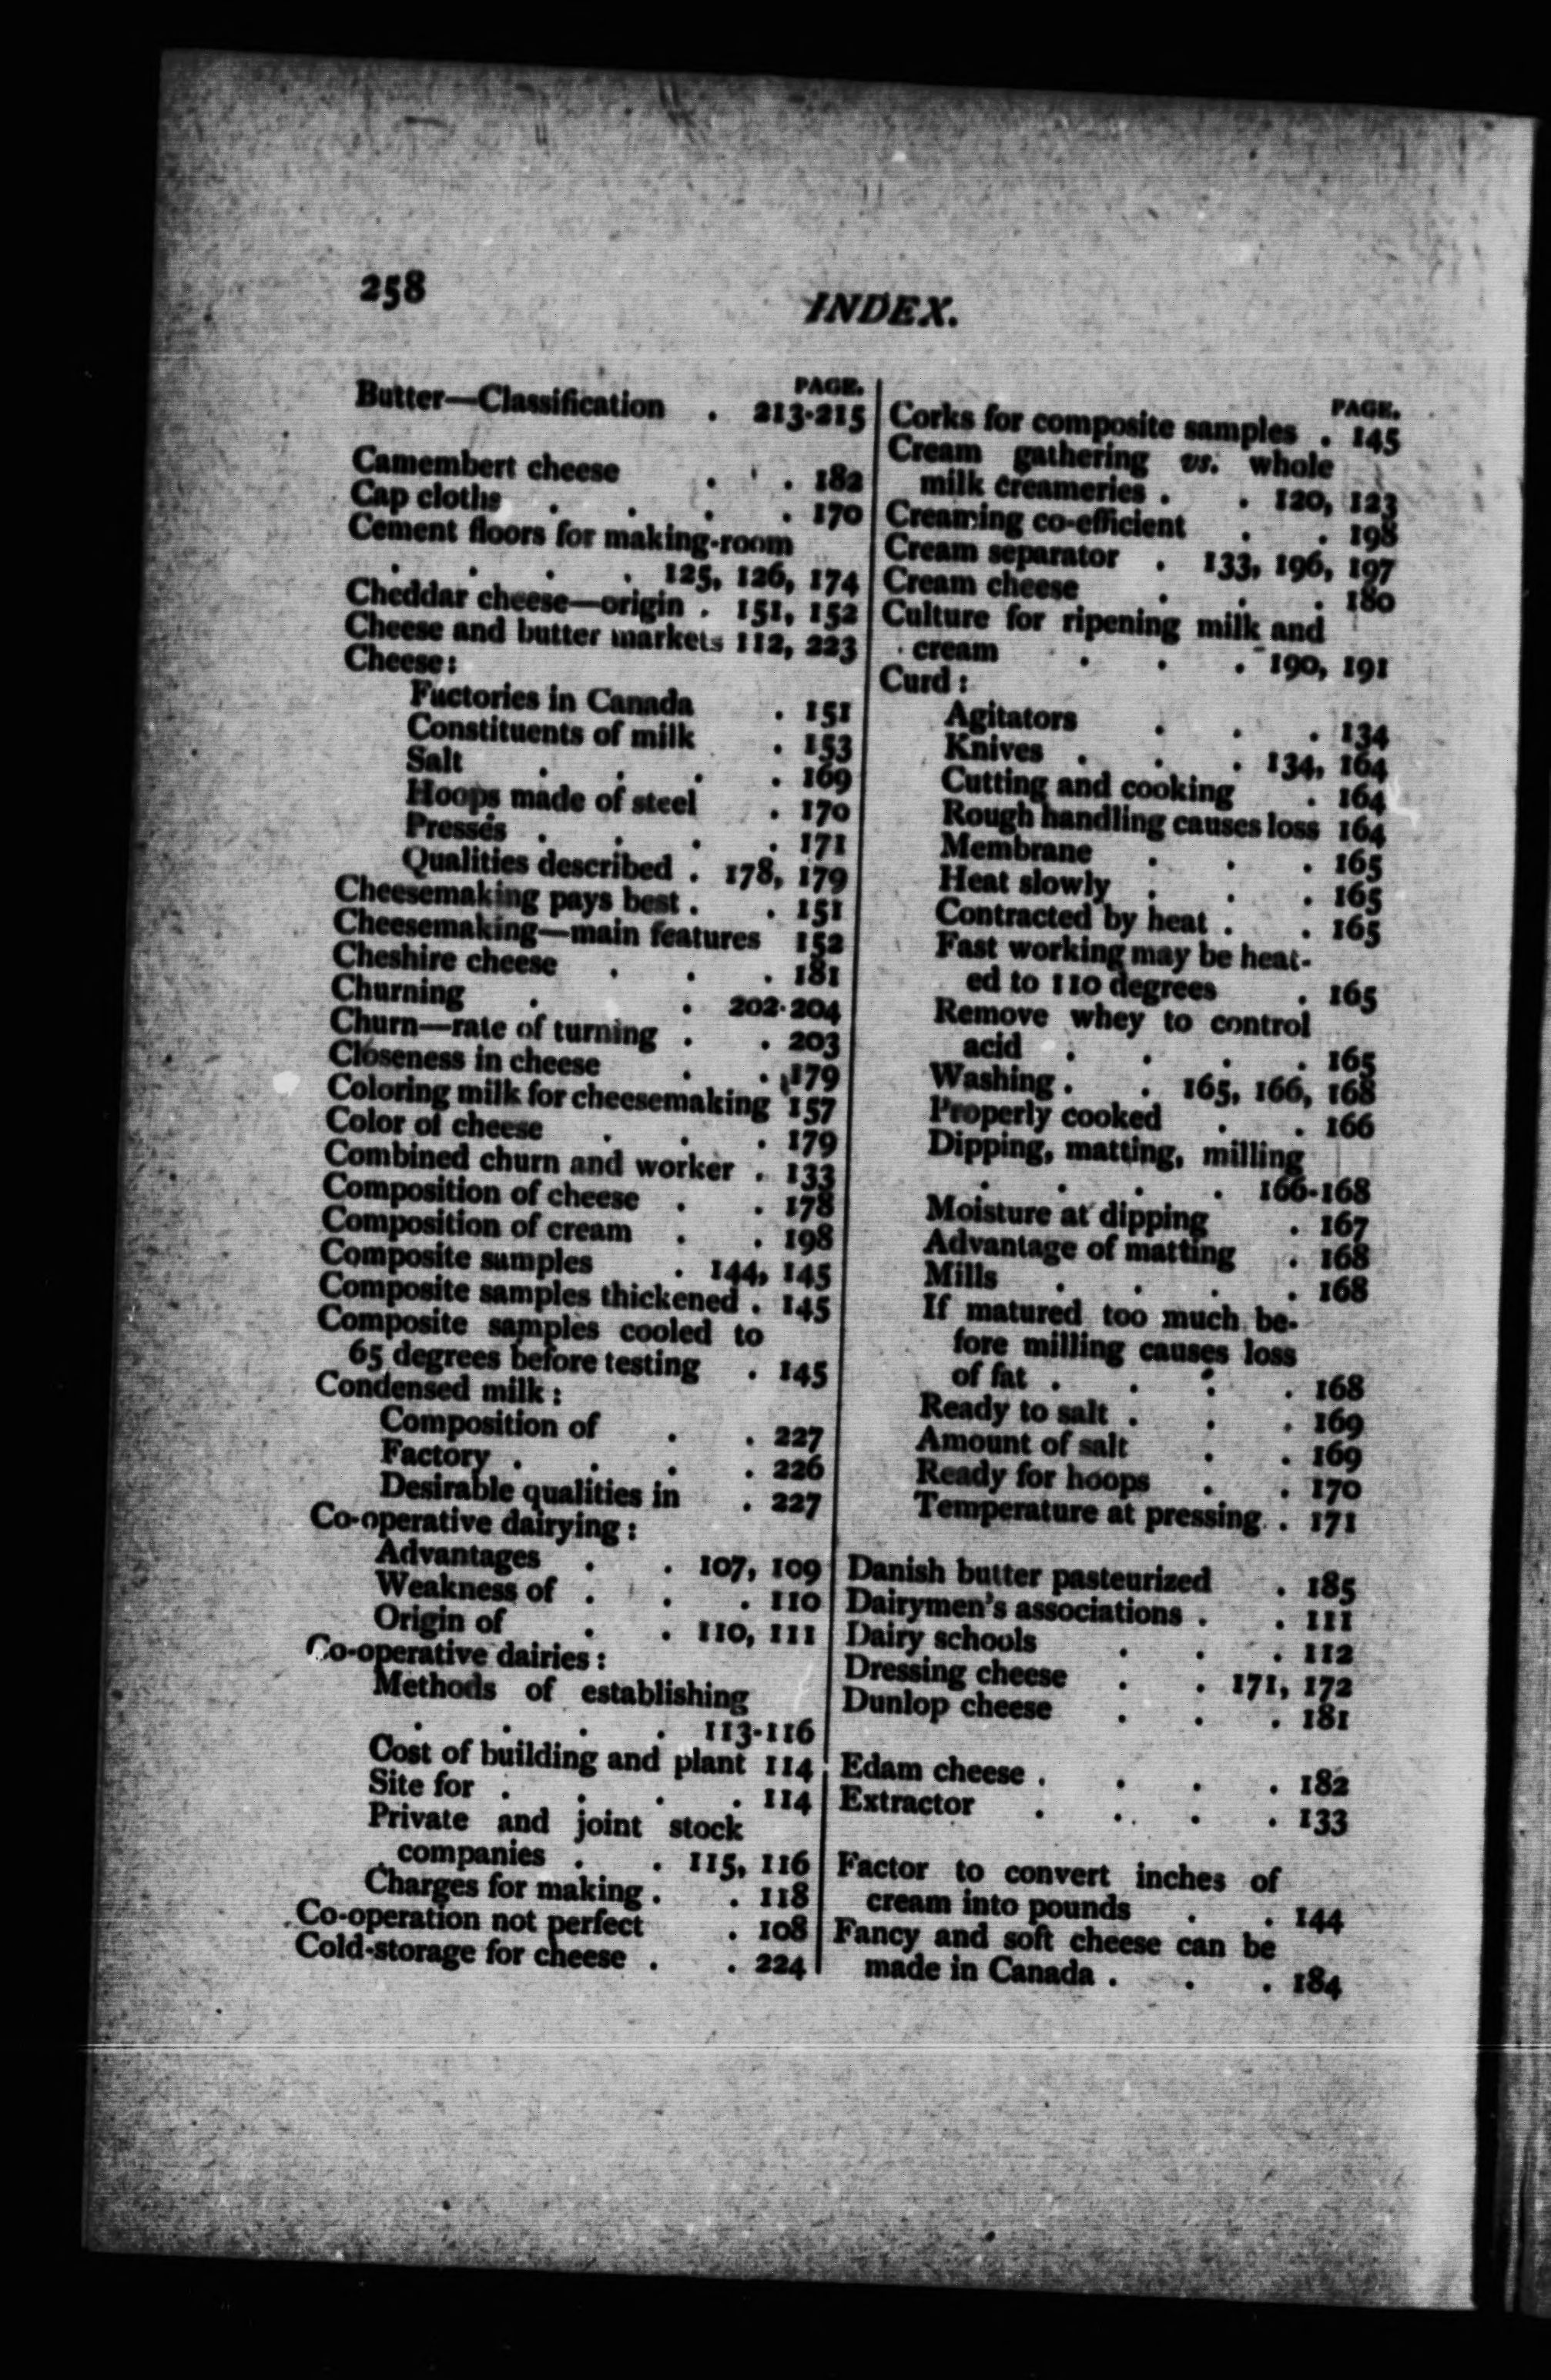 258
INDEX.
PAGE.
Butter—Classification . 213-215
Camembert cheese . . 182
Cap cloths . . . . 170
Cement floors for making-room
. . . . 125, 126, 174
Cheddar cheese—origin . 151, 152
Cheese and butter markets 112, 223
Cheese:
Factories in Canada . 151
Constituents of milk . 153
Salt . . . . 169
Hoops made of steel . 170
Presses . . . . 171
Qualities described . 178, 179
Cheesemaking pays best . . 151
Cheesemaking—main features 152
Cheshire cheese . . . 181
Churning . . 202-204
Churn—rate of turning . . 203
Closeness in cheese . . 179
Coloring milk for cheesemaking 157
Color of cheese . . . 179
Combined churn and worker . 133
Composition of cheese . . 178
Composition of cream . . 198
Composite samples . 144, 145
Composite samples thickened . 145
Composite samples cooled to
65 degrees before testing . 145
Condensed milk:
Composition of . . 227
Factory . . . . 226
Desirable qualities in . 227
Co-operative dairying:
Advantages . . 107, 109
Weakness of . . . 110
Origin of . . 110, 111
Co-operative dairies:
Methods of establishing
. . . . 113-116
Cost of building and plant 114
Site for . . . . 114
Private and joint stock
companies . . 115, 116
Charges for making . . 118
Co-operation not perfect . 108
Cold-storage for cheese . . 224
PAGE.
Corks for composite samples . 145
Cream gathering vs. whole
milk creameries . . 120, 123
Creaming co-efficient . . 198
Cream separator . 133, 196, 197
Cream cheese . . . 180
Culture for ripening milk and
cream . . . 190, 191
Curd:
Agitators . . . 134
Knives . . . 134, 164
Cutting and cooking . 164
Rough handling causes loss 164
Membrane . . . 165
Heat slowly . . . 165
Contracted by heat . . 165
Fast working may be heat-
ed to 110 degrees . 165
Remove whey to control
acid . . . . 165
Washing . . 165, 166, 168
Properly cooked . . 166
Dipping, matting, milling
. . . . 166-168
Moisture at dipping . 167
Advantage of matting . 168
Mills . . . . 168
If matured too much be-
fore milling causes loss
of fat . . . . 168
Ready to salt . . . 169
Amount of salt . . 169
Ready for hoops . . 170
Temperature at pressing . 171
Danish butter pasteurized . 185
Dairymen's associations . . 111
Dairy schools . . . 112
Dressing cheese . . 171, 172
Dunlop cheese . . . 181
Edam cheese . . . . 182
Extractor . . . . 133
Factor to convert inches of
cream into pounds . . 144
Fancy and soft cheese can be
made in Canada . . . 184